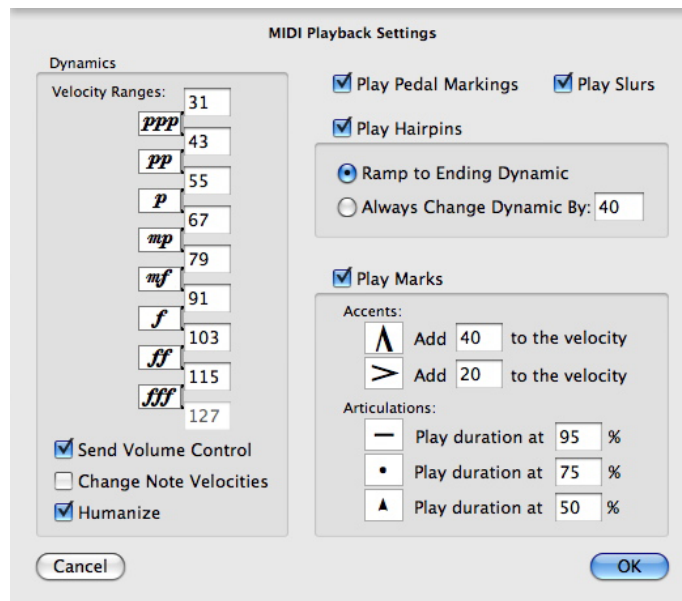 MIDI Playback Settings
Dynamics
Velocity Ranges:
31
ppp
43
pp
55
p
67
mp
79
mf
91
f
103
ff
115
fff
127
Send Volume Control
Change Note Velocities
Humanize
Play Pedal Markings
Play Slurs
Play Hairpins
Ramp to Ending Dynamic
Always Change Dynamic By: 40
Play Marks
Accents:
Add 40 to the velocity
Add 20 to the velocity
Articulations:
Play duration at 95 %
Play duration at 75 %
Play duration at 50 %
Cancel
OK